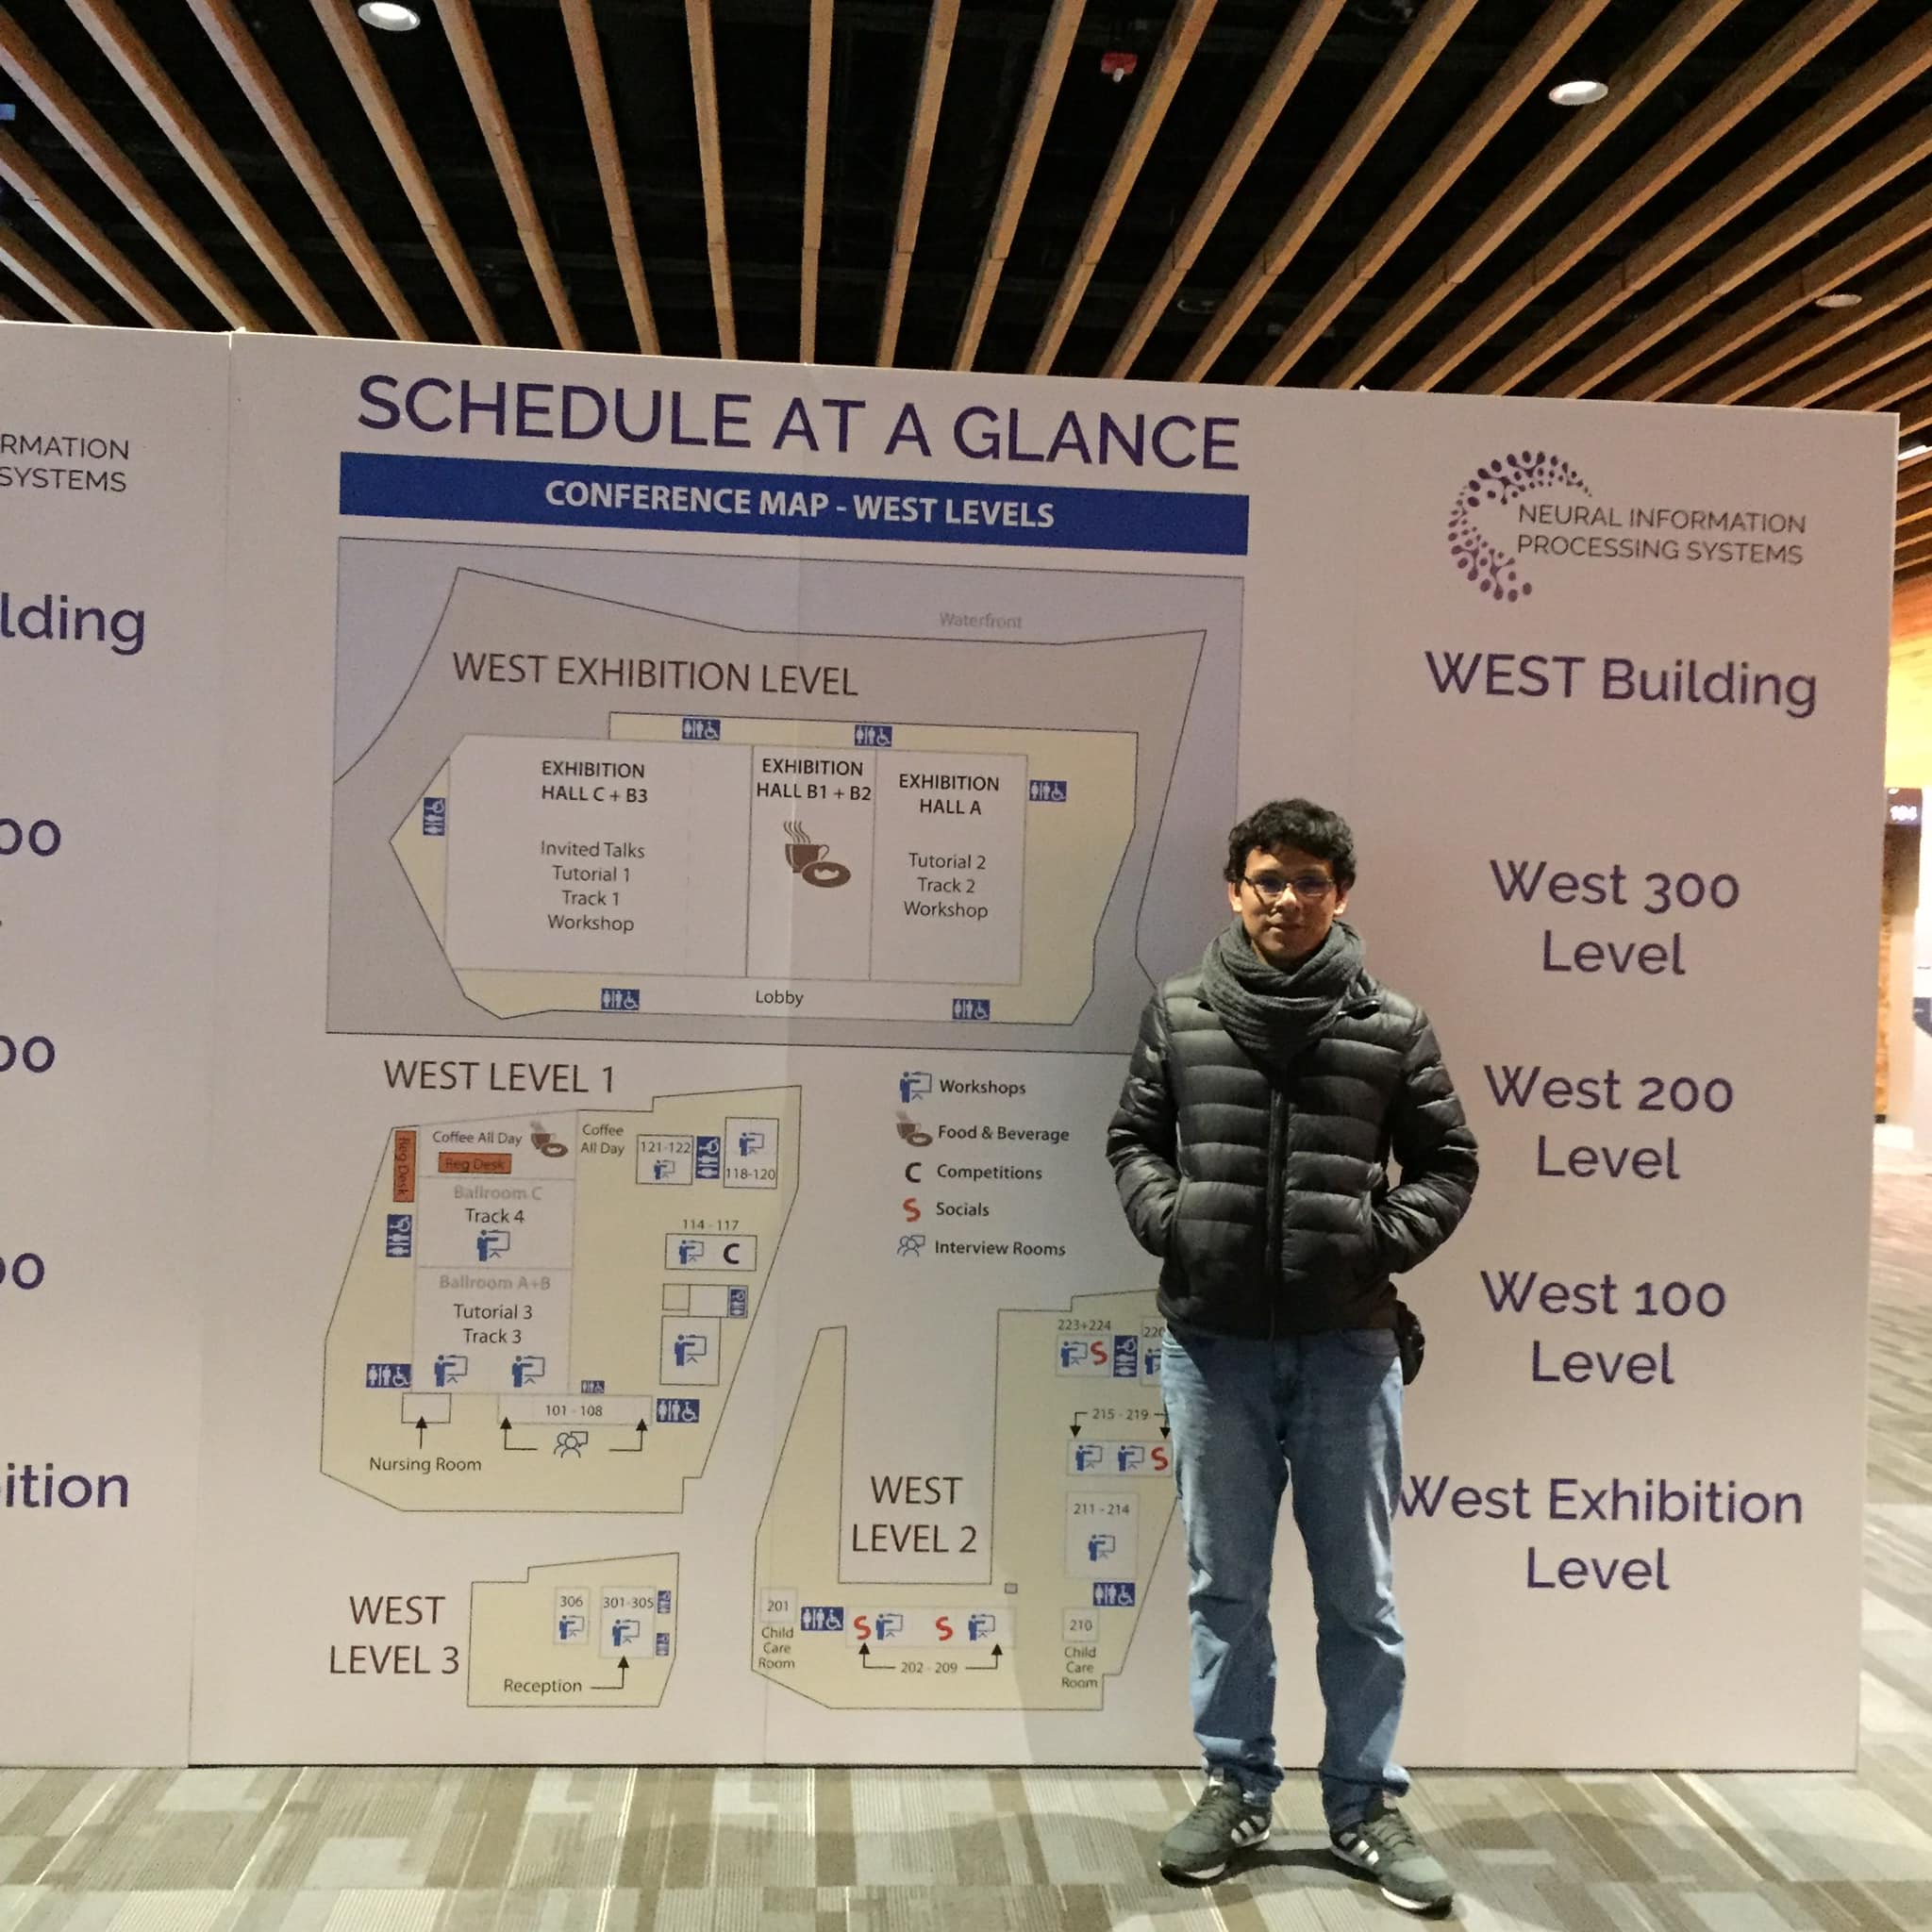 RMATION
SYSTEMS
lding
00
00
00
ition
SCHEDULE AT A GLANCE
CONFERENCE MAP - WEST LEVELS
Waterfront
WEST EXHIBITION LEVEL
EXHIBITION
HALL C + B3
Invited Talks
Tutorial 1
Track 1
Workshop
EXHIBITION
HALL B1 + B2
EXHIBITION
HALL A
Tutorial 2
Track 2
Workshop
Lobby
WEST LEVEL 1
Reg Desk
Coffee All Day
Reg Desk
Coffee
All Day
121-122
118-120
Ballroom C
Track 4
114 - 117
C
Ballroom A+B
Tutorial 3
Track 3
101 - 108
Nursing Room
Workshops
Food & Beverage
C Competitions
S Socials
Interview Rooms
WEST
LEVEL 2
223+224
S
220
215 - 219
S
211 - 214
210
Child
Care
Room
201
Child
Care
Room
S
S
202 - 209
WEST
LEVEL 3
306
301-305
Reception
NEURAL INFORMATION
PROCESSING SYSTEMS
WEST Building
West 300
Level
West 200
Level
West 100
Level
West Exhibition
Level